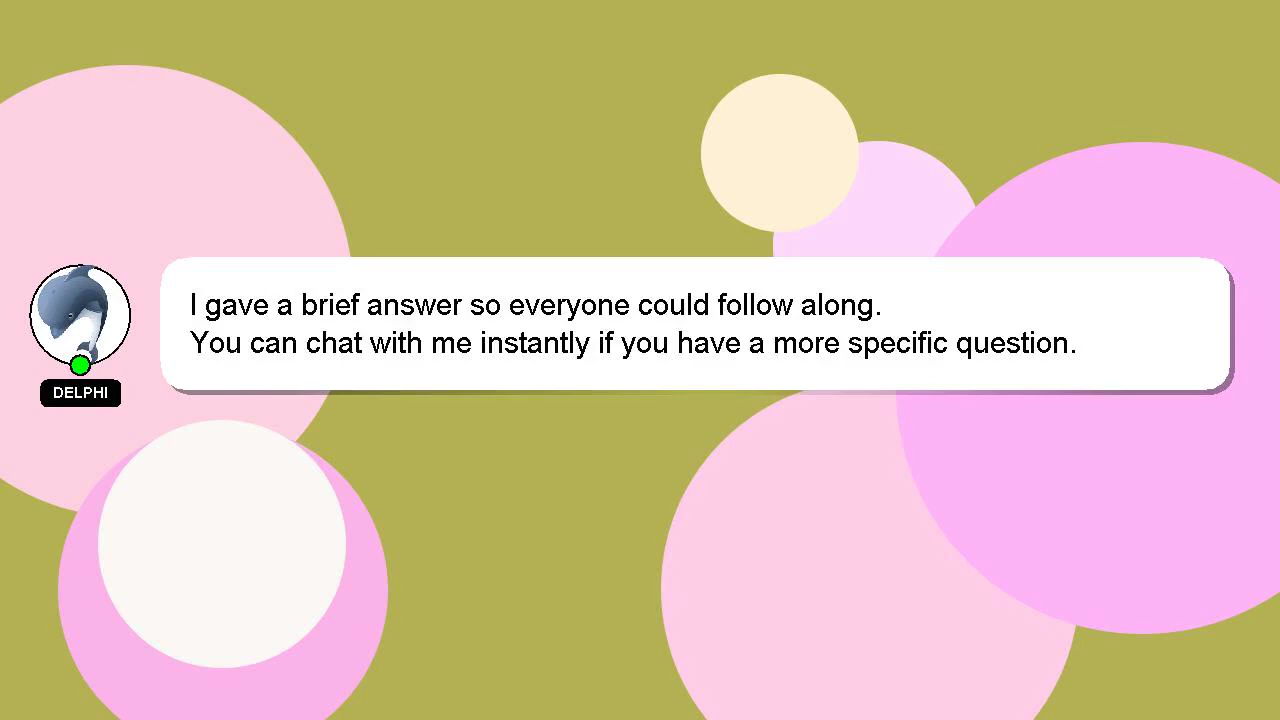 I gave a brief answer so everyone could follow along.
You can chat with me instantly if you have a more specific question.
DELPHI